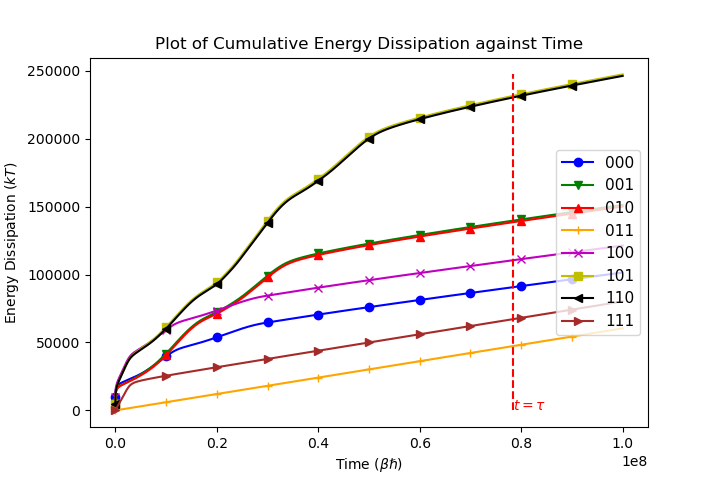 Plot of Cumulative Energy Dissipation against Time
Energy Dissipation (kT)
250000
200000
150000
100000
50000
0
000
001
010
011
100
101
110
111
t = τ
0.0 0.2 0.4 0.6 0.8 1.0
1e8
Time (βℏ)